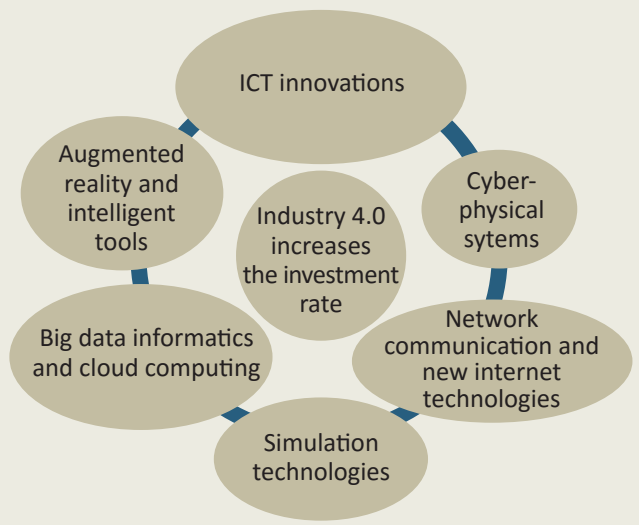 ICT innovations
Augmented
reality and
intelligent
tools
Cyber-
physical
sytems
Industry 4.0
increases
the investment
rate
Big data informatics
and cloud computing
Network
communication and
new internet
technologies
Simulation
technologies